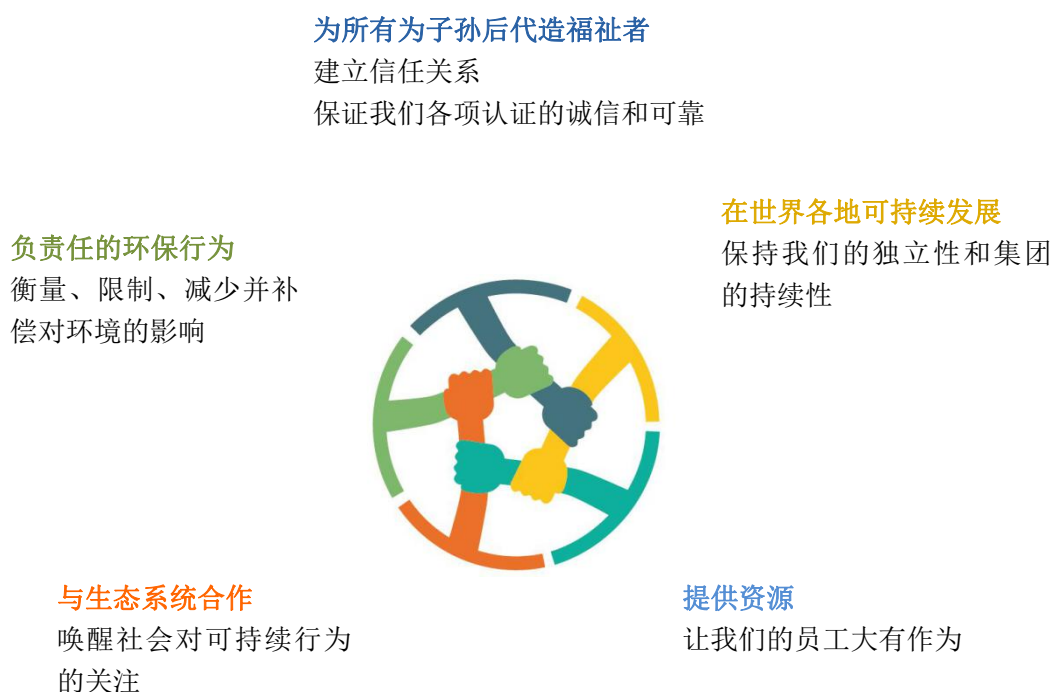 为所有为子孙后代造福祉者
建立信任关系
保证我们各项认证的诚信和可靠
在世界各地可持续发展
保持我们的独立性和集团
的持续性
负责任的环保行为
衡量、限制、减少并补
偿对环境的影响
与生态系统合作
唤醒社会对可持续行为
的关注
提供资源
让我们的员工大有作为